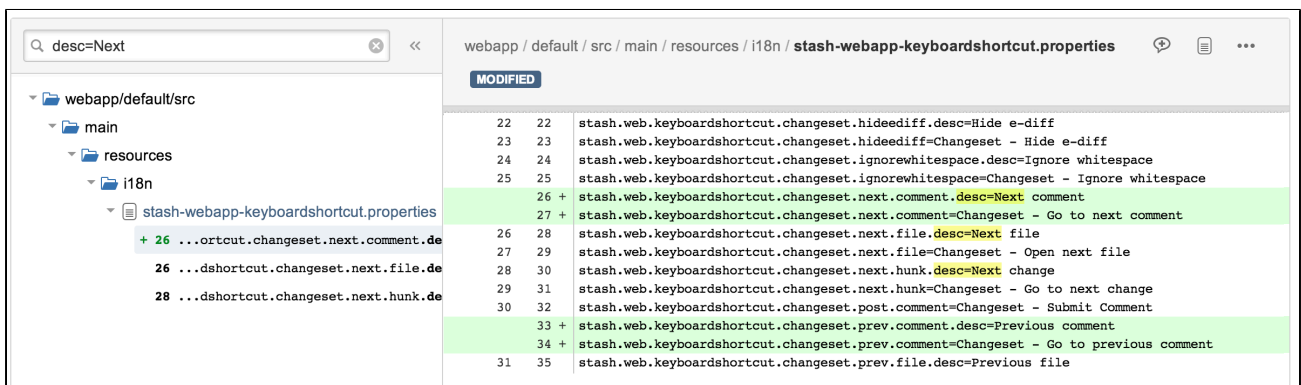 desc=Next
webapp/default/src
main
resources
i18n
stash-webapp-keyboardshortcut.properties
+ 26 ...ortcut.changeset.next.comment.de
26 ...dshortcut.changeset.next.file.de
28 ...dshortcut.changeset.next.hunk.de
webapp / default / src / main / resources / i18n / stash-webapp-keyboardshortcut.properties
MODIFIED
22 22 stash.web.keyboardshortcut.changeset.hideediff.desc=Hide e-diff
23 23 stash.web.keyboardshortcut.changeset.hideediff=Changeset - Hide e-diff
24 24 stash.web.keyboardshortcut.changeset.ignorewhitespace.desc=Ignore whitespace
25 25 stash.web.keyboardshortcut.changeset.ignorewhitespace=Changeset - Ignore whitespace
26 + stash.web.keyboardshortcut.changeset.next.comment.desc=Next comment
27 + stash.web.keyboardshortcut.changeset.next.comment=Changeset - Go to next comment
26 28 stash.web.keyboardshortcut.changeset.next.file.desc=Next file
27 29 stash.web.keyboardshortcut.changeset.next.file=Changeset - Open next file
28 30 stash.web.keyboardshortcut.changeset.next.hunk.desc=Next change
29 31 stash.web.keyboardshortcut.changeset.next.hunk=Changeset - Go to next change
30 32 stash.web.keyboardshortcut.changeset.post.comment=Changeset - Submit Comment
33 + stash.web.keyboardshortcut.changeset.prev.comment.desc=Previous comment
34 + stash.web.keyboardshortcut.changeset.prev.comment=Changeset - Go to previous comment
31 35 stash.web.keyboardshortcut.changeset.prev.file.desc=Previous file